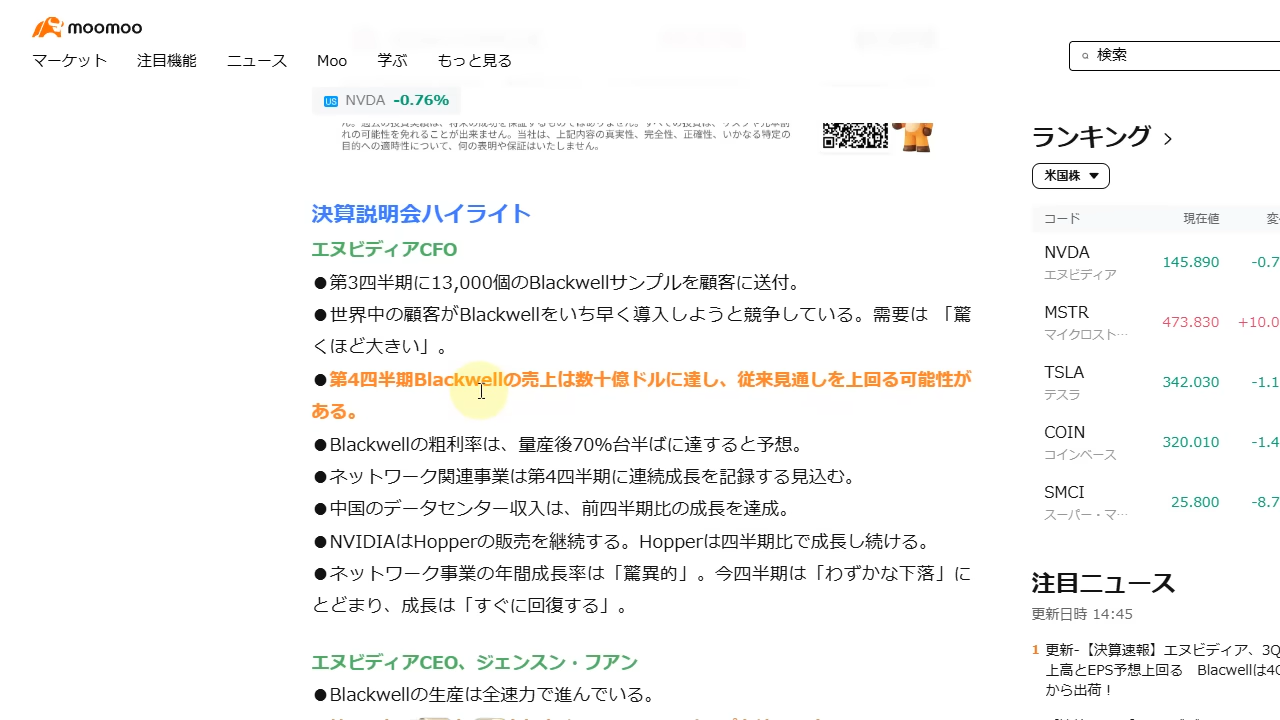 moomoo
マーケット 注目機能 ニュース Moo 学ぶ もっと見る
検索
US NVDA -0.76%
れの可能性を免れることが出来ません。当社は、上記内容の真実性、完全性、正確性、いかなる特定の
目的への適時性について、何の表明や保証はいたしません。
決算説明会ハイライト
エヌビディアCFO
●第3四半期に13,000個のBlackwellサンプルを顧客に送付。
●世界中の顧客がBlackwellをいち早く導入しようと競争している。需要は 「驚
くほど大きい」。
●第4四半期Blackwellの売上は数十億ドルに達し、従来見通しを上回る可能性が
ある。
●Blackwellの粗利率は、量産後70%台半ばに達すると予想。
●ネットワーク関連事業は第4四半期に連続成長を記録する見込む。
●中国のデータセンター収入は、前四半期比の成長を達成。
●NVIDIAはHopperの販売を継続する。Hopperは四半期比で成長し続ける。
●ネットワーク事業の年間成長率は「驚異的」。今四半期は「わずかな下落」に
とどまり、成長は「すぐに回復する」。
エヌビディアCEO、ジェンスン・フアン
●Blackwellの生産は全速力で進んでいる。
ランキング
米国株
コード 現在値 変
NVDA 145.890 -0.7
エヌビディア
MSTR 473.830 +10.0
マイクロスト…
TSLA 342.030 -1.1
テスラ
COIN 320.010 -1.4
コインベース
SMCI 25.800 -8.7
スーパー・マ…
注目ニュース
更新日時 14:45
1 更新-【決算速報】エヌビディア、3Q
上高とEPS予想上回る Blacwellは4Q
から出荷！